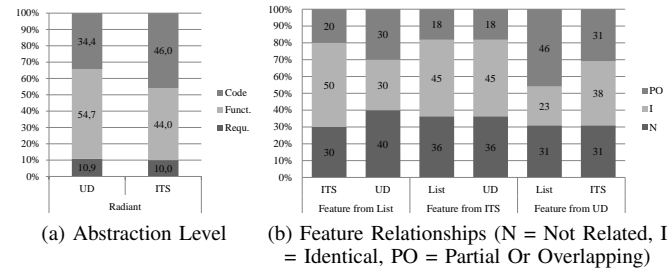 100%
90%
80%
70%
60%
50%
40%
30%
20%
10%
0%
34,4
46,0
54,7
44,0
10,9
10,0
UD
ITS
Radiant
Code
Funct.
Requ.
(a) Abstraction Level
100%
90%
80%
70%
60%
50%
40%
30%
20%
10%
0%
20
30
18
18
46
31
50
30
45
45
23
38
30
40
36
36
31
31
ITS
UD
List
UD
List
ITS
Feature from List
Feature from ITS
Feature from UD
PO
I
N
(b) Feature Relationships (N = Not Related, I
= Identical, PO = Partial Or Overlapping)